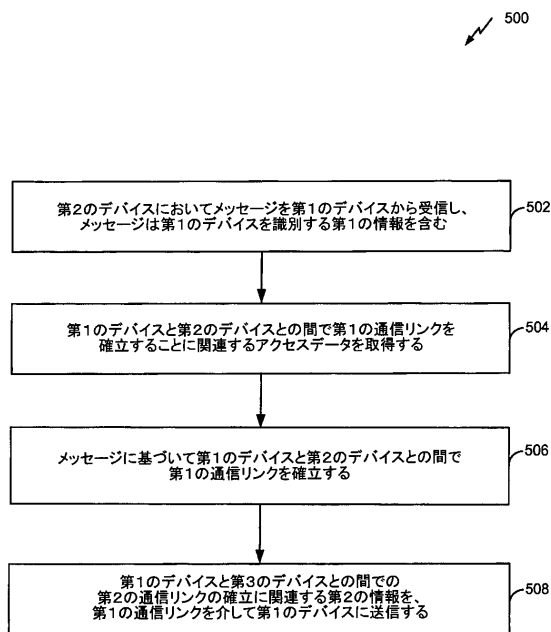 500
第2のデバイスにおいてメッセージを第1のデバイスから受信し、
メッセージは第1のデバイスを識別する第1の情報を含む
502
第1のデバイスと第2のデバイスとの間で第1の通信リンクを
確立することに関連するアクセスデータを取得する
504
メッセージに基づいて第1のデバイスと第2のデバイスとの間で
第1の通信リンクを確立する
506
第1のデバイスと第3のデバイスとの間での
第2の通信リンクの確立に関連する第2の情報を、
第1の通信リンクを介して第1のデバイスに送信する
508